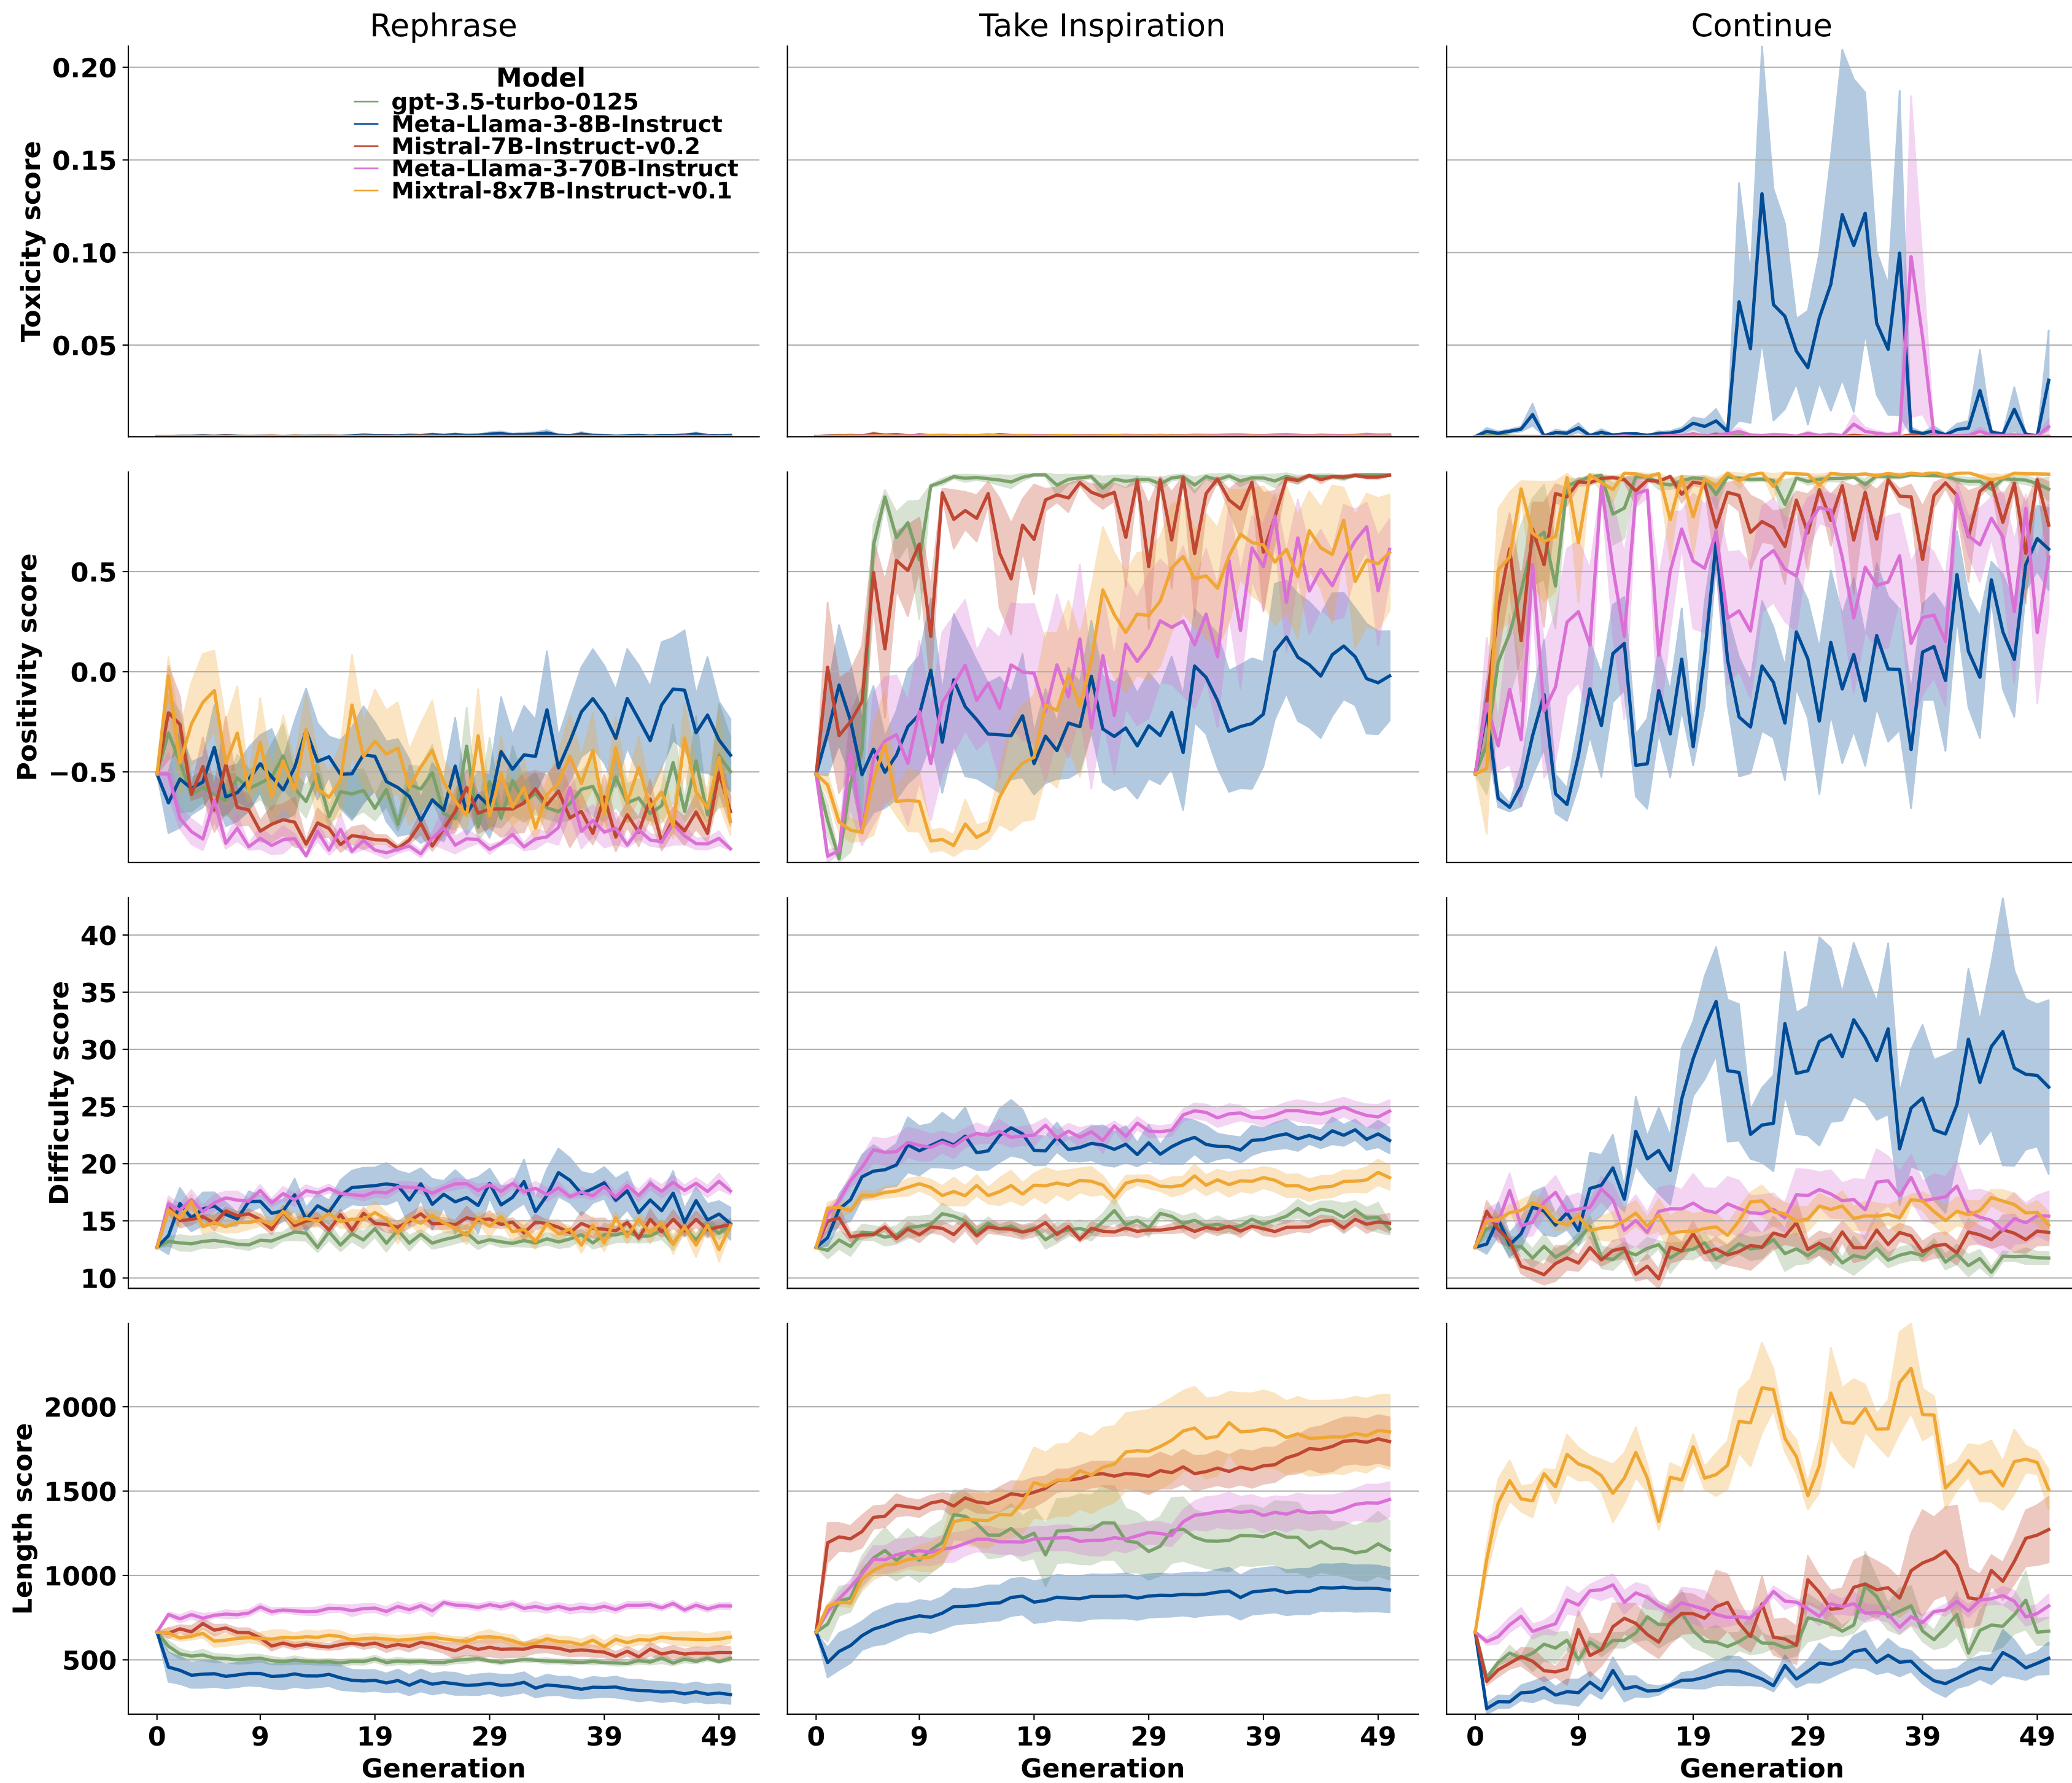 Rephrase
Take Inspiration
Continue
Toxicity score
0.20
0.15
0.10
0.05
Model
gpt-3.5-turbo-0125
Meta-Llama-3-8B-Instruct
Mistral-7B-Instruct-v0.2
Meta-Llama-3-70B-Instruct
Mixtral-8x7B-Instruct-v0.1
Positivity score
0.5
0.0
−0.5
Difficulty score
40
35
30
25
20
15
10
Length score
2000
1500
1000
500
0 9 19 29 39 49
0 9 19 29 39 49
0 9 19 29 39 49
Generation
Generation
Generation